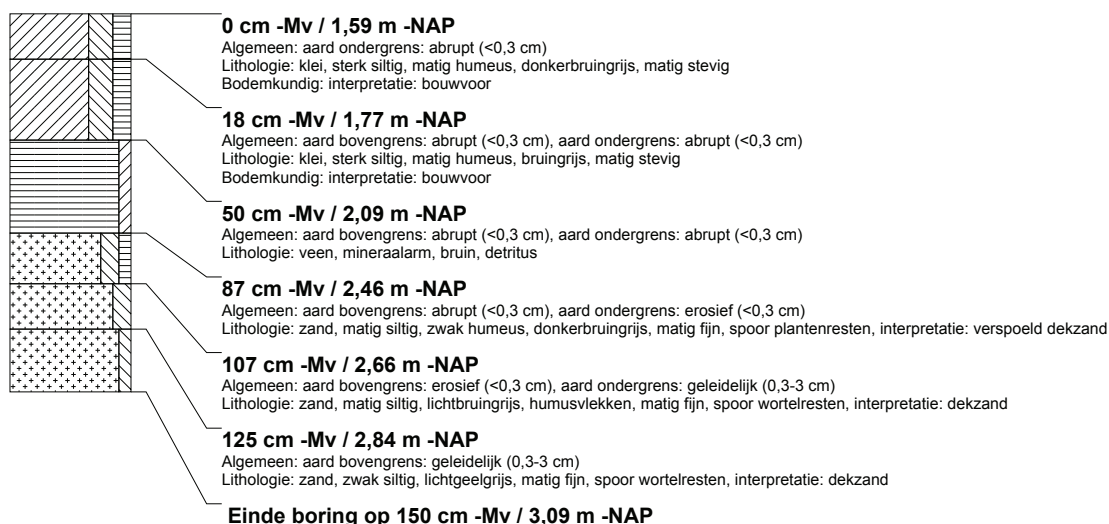 0 cm -Mv / 1,59 m -NAP
Algemeen: aard ondergrens: abrupt (<0,3 cm)
Lithologie: klei, sterk siltig, matig humeus, donkerbruingrijs, matig stevig
Bodemkundig: interpretatie: bouwvoor
18 cm -Mv / 1,77 m -NAP
Algemeen: aard bovengrens: abrupt (<0,3 cm), aard ondergrens: abrupt (<0,3 cm)
Lithologie: klei, sterk siltig, matig humeus, bruingrijs, matig stevig
Bodemkundig: interpretatie: bouwvoor
50 cm -Mv / 2,09 m -NAP
Algemeen: aard bovengrens: abrupt (<0,3 cm), aard ondergrens: abrupt (<0,3 cm)
Lithologie: veen, mineraalarm, bruin, detritus
87 cm -Mv / 2,46 m -NAP
Algemeen: aard bovengrens: abrupt (<0,3 cm), aard ondergrens: erosief (<0,3 cm)
Lithologie: zand, matig siltig, zwak humeus, donkerbruingrijs, matig fijn, spoor plantenresten, interpretatie: verspoeld dekzand
107 cm -Mv / 2,66 m -NAP
Algemeen: aard bovengrens: erosief (<0,3 cm), aard ondergrens: geleidelijk (0,3-3 cm)
Lithologie: zand, matig siltig, lichtbruingrijs, humusvlekken, matig fijn, spoor wortelresten, interpretatie: dekzand
125 cm -Mv / 2,84 m -NAP
Algemeen: aard bovengrens: geleidelijk (0,3-3 cm)
Lithologie: zand, zwak siltig, lichtgeelgrijs, matig fijn, spoor wortelresten, interpretatie: dekzand
Einde boring op 150 cm -Mv / 3,09 m -NAP